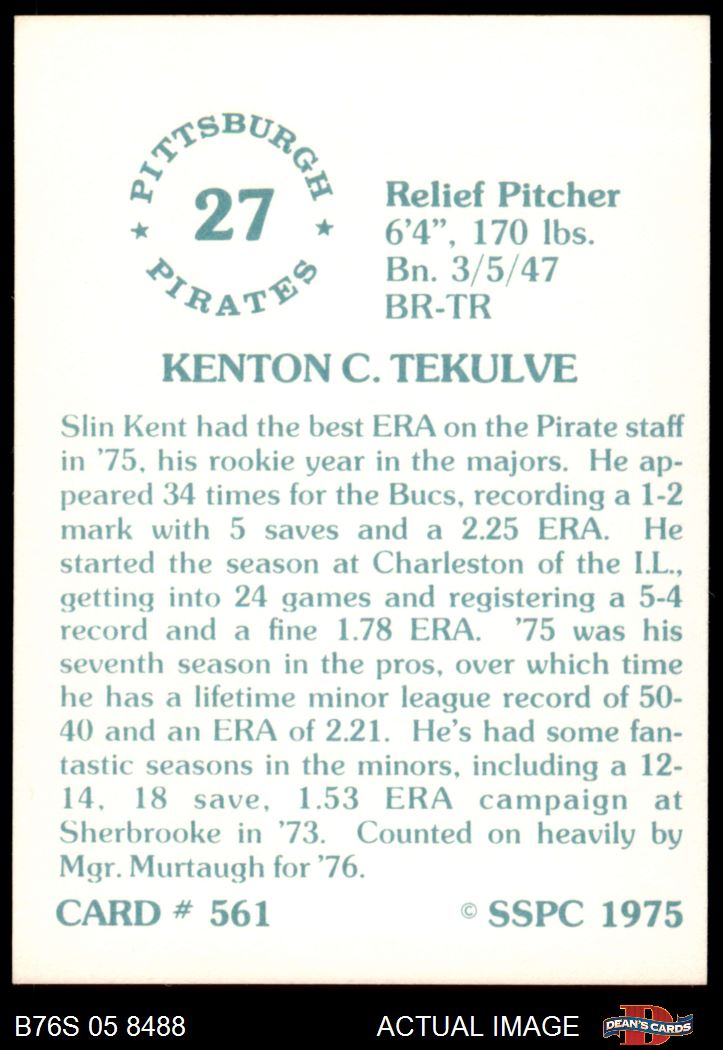 PITTSBURGH
27
PIRATES
Relief Pitcher
6'4", 170 lbs.
Bn. 3/5/47
BR-TR
KENTON C. TEKULVE
Slin Kent had the best ERA on the Pirate staff
in '75, his rookie year in the majors. He ap-
peared 34 times for the Bucs, recording a 1-2
mark with 5 saves and a 2.25 ERA. He
started the season at Charleston of the I.L.,
getting into 24 games and registering a 5-4
record and a fine 1.78 ERA. '75 was his
seventh season in the pros, over which time
he has a lifetime minor league record of 50-
40 and an ERA of 2.21. He's had some fan-
tastic seasons in the minors, including a 12-
14, 18 save, 1.53 ERA campaign at
Sherbrooke in '73. Counted on heavily by
Mgr. Murtaugh for '76.
CARD # 561 © SSPC 1975
B76S 05 8488 ACTUAL IMAGE D DEAN'S CARDS